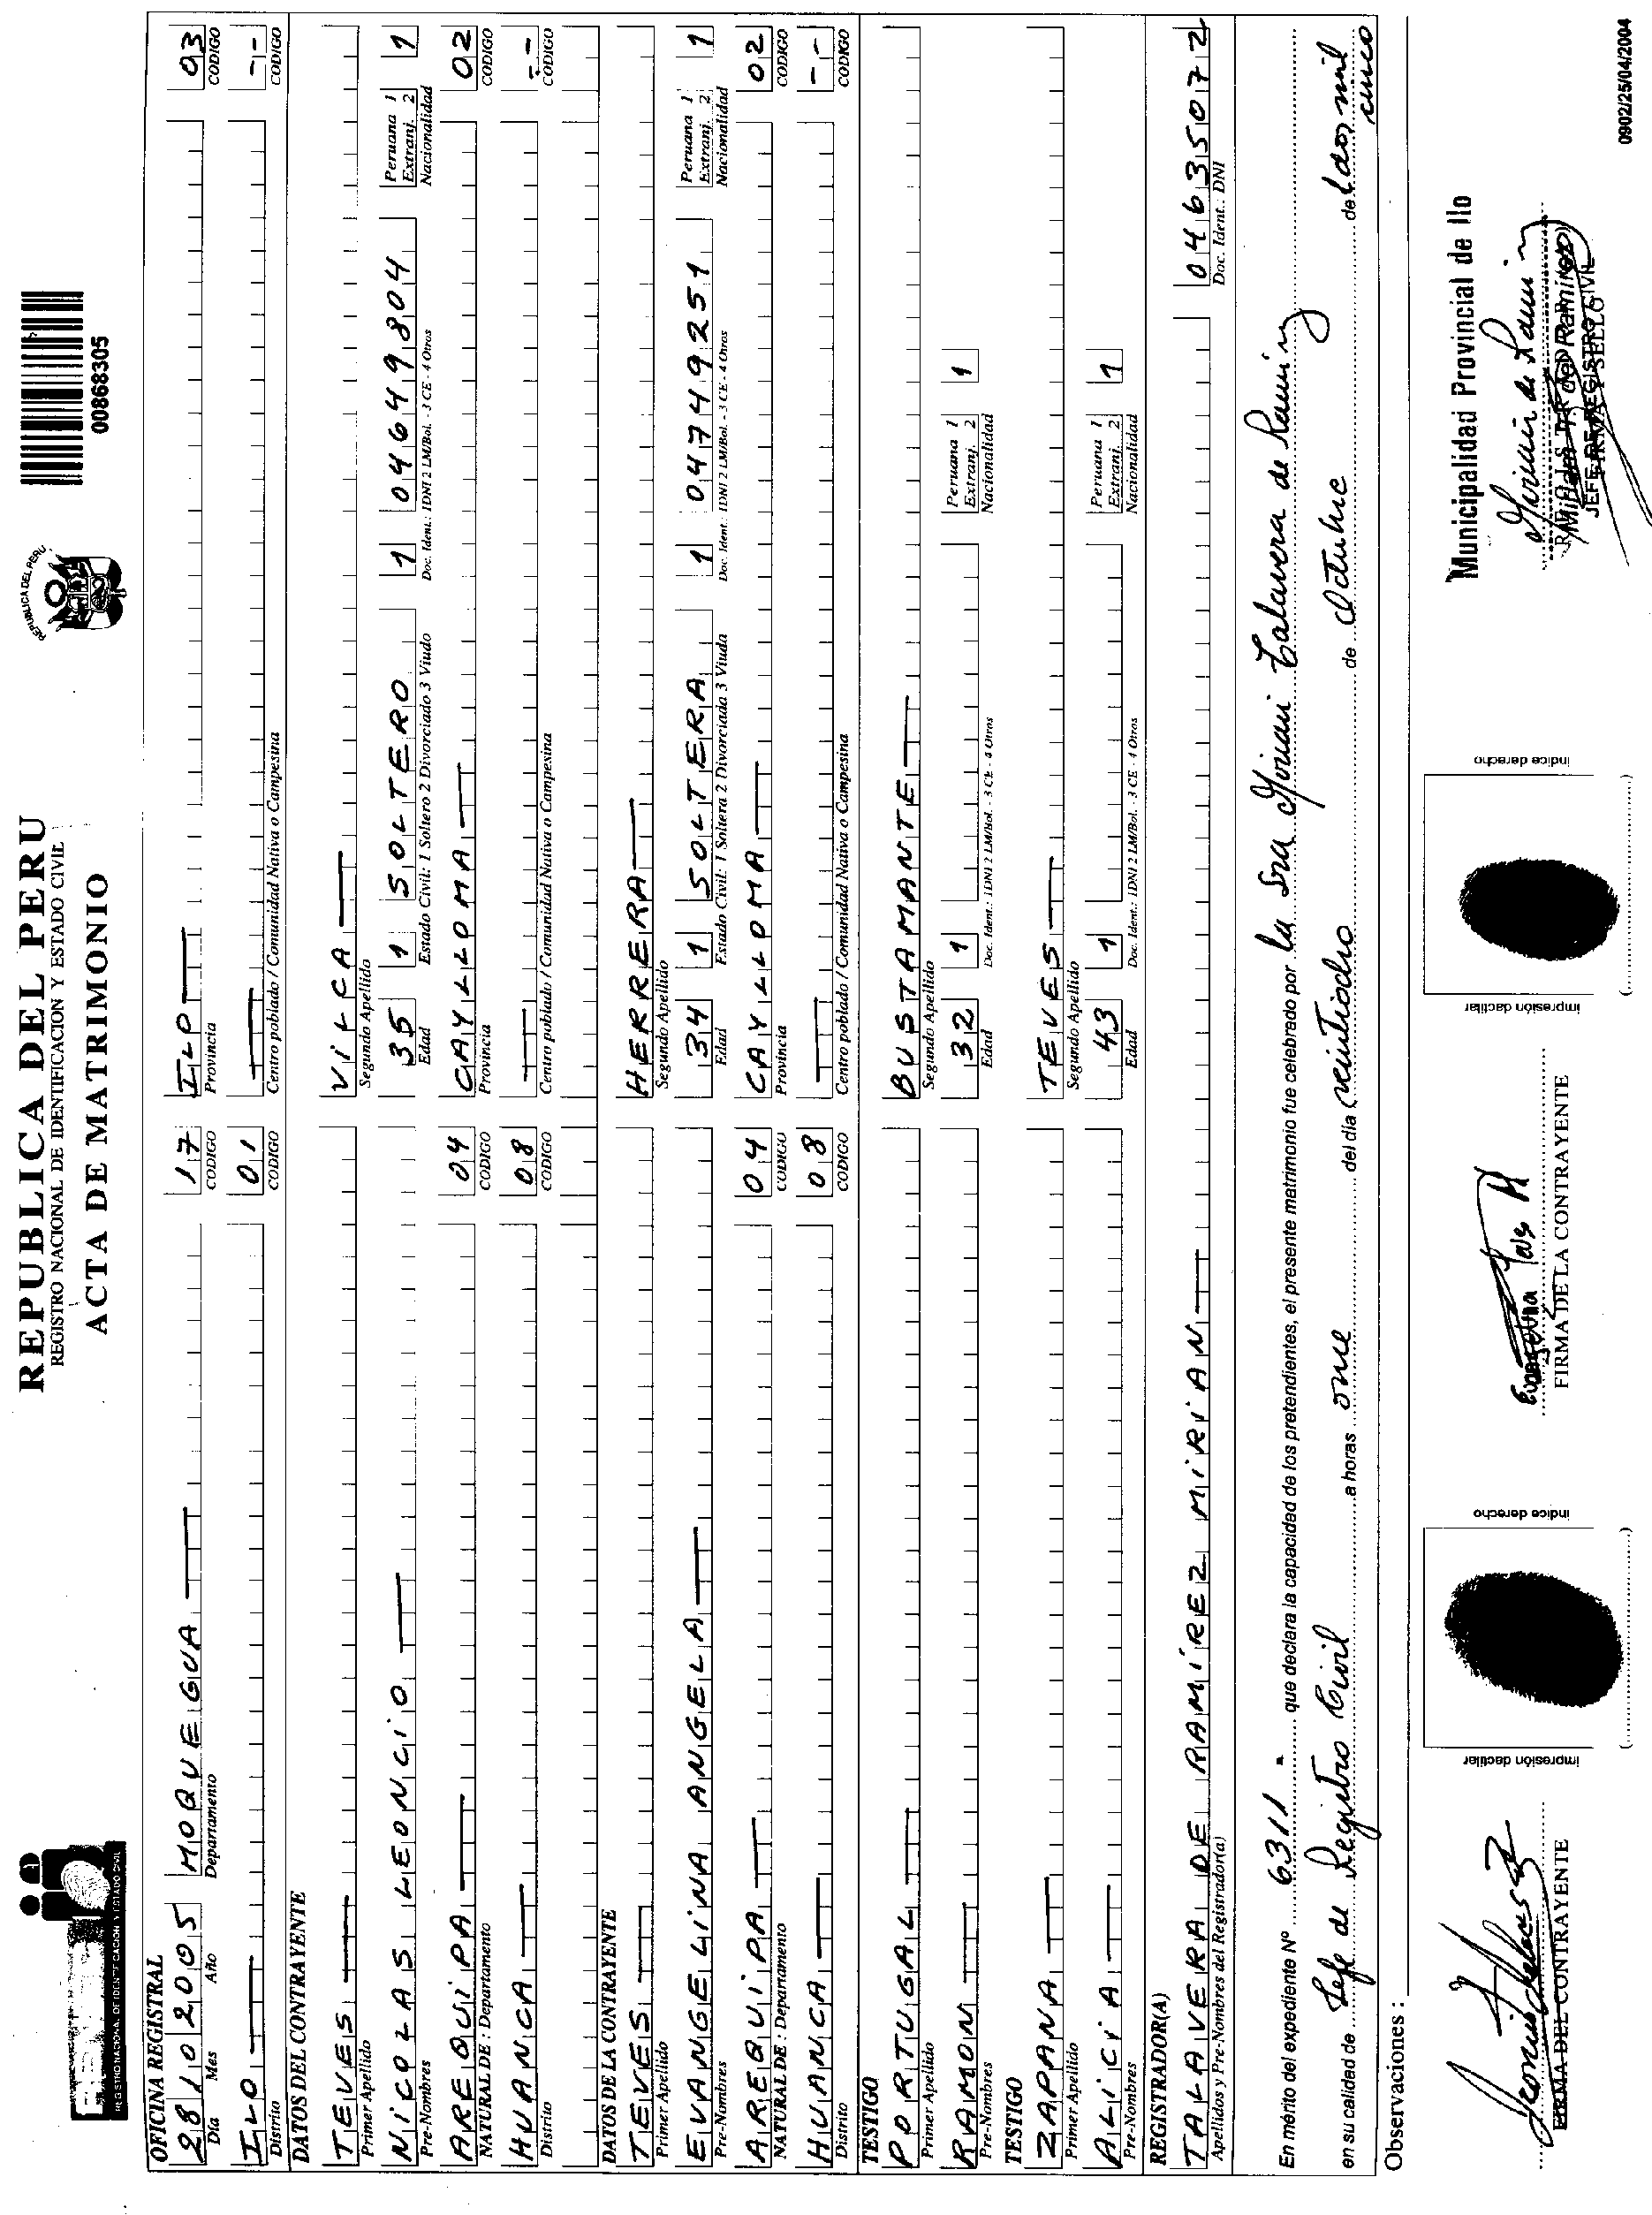 REPUBLICA DEL PERU
REGISTRO NACIONAL DE IDENTIFICACION Y ESTADO CIVIL
ACTA DE MATRIMONIO
REPUBLICA DEL PERU
00868305
REGISTRO NACIONAL DE IDENTIFICACION Y ESTADO CIVIL
OFICINA REGISTRAL
28 10 2005 MOQUEGUA 17 ILO 03
Día Mes Año Departamento CODIGO Provincia CODIGO
ILO 01 --
Distrito CODIGO Centro poblado / Comunidad Nativa o Campesina CODIGO
DATOS DEL CONTRAYENTE
TEVES VILCA
Primer Apellido Segundo Apellido
NICOLAS LEONCIO 35 1 SOLTERO 1 04649804 Peruana 1 Extranj. 2 1
Pre-Nombres Edad Estado Civil: 1 Soltero 2 Divorciado 3 Viudo Doc. Ident.: 1DNI 2 LM/Bol. - 3 CE - 4 Otros Nacionalidad
AREQUIPA 04 CAYLLOMA 02
NATURAL DE : Departamento CODIGO Provincia CODIGO
HUANCA 08 --
Distrito CODIGO Centro poblado / Comunidad Nativa o Campesina CODIGO
DATOS DE LA CONTRAYENTE
TEVES HERRERA
Primer Apellido Segundo Apellido
EVANGELINA ANGELA 34 1 SOLTERA 1 04749251 Peruana 1 Extranj. 2 1
Pre-Nombres Edad Estado Civil: 1 Soltera 2 Divorciada 3 Viuda Doc. Ident.: 1DNI 2 LM/Bol. - 3 CE - 4 Otros Nacionalidad
AREQUIPA 04 CAYLLOMA 02
NATURAL DE : Departamento CODIGO Provincia CODIGO
HUANCA 08 --
Distrito CODIGO Centro poblado / Comunidad Nativa o Campesina CODIGO
TESTIGO
PORTUGAL BUSTAMANTE
Primer Apellido Segundo Apellido
RAMON 32 1 Peruana 1 Extranj. 2 1
Pre-Nombres Edad Doc. Ident.: 1DNI 2 LM/Bol. - 3 CE - 4 Otros Nacionalidad
TESTIGO
ZAPANA TEVES
Primer Apellido Segundo Apellido
ALICIA 43 1 Peruana 1 Extranj. 2 1
Pre-Nombres Edad Doc. Ident.: 1DNI 2 LM/Bol. - 3 CE - 4 Otros Nacionalidad
REGISTRADOR(A)
TALAVERA DE RAMIREZ MIRIAN 04635072
Apellidos y Pre-Nombres del Registrador(a) Doc. Ident.: DNI
En mérito del expediente Nº 6311 que declara la capacidad de los pretendientes, el presente matrimonio fue celebrado por la Sra Mirian Talavera de Ramirez
en su calidad de Jefe de Registro Civil a horas once del día veintiocho de Octubre de dos mil
cinco
Observaciones :
Municipalidad Provincial de Ilo
JEFE DE REGISTRO CIVIL
FIRMA Y SELLO
FIRMA DEL CONTRAYENTE
impresión dactilar
índice derecho
FIRMA DE LA CONTRAYENTE
impresión dactilar
índice derecho
0902/25/04/2004